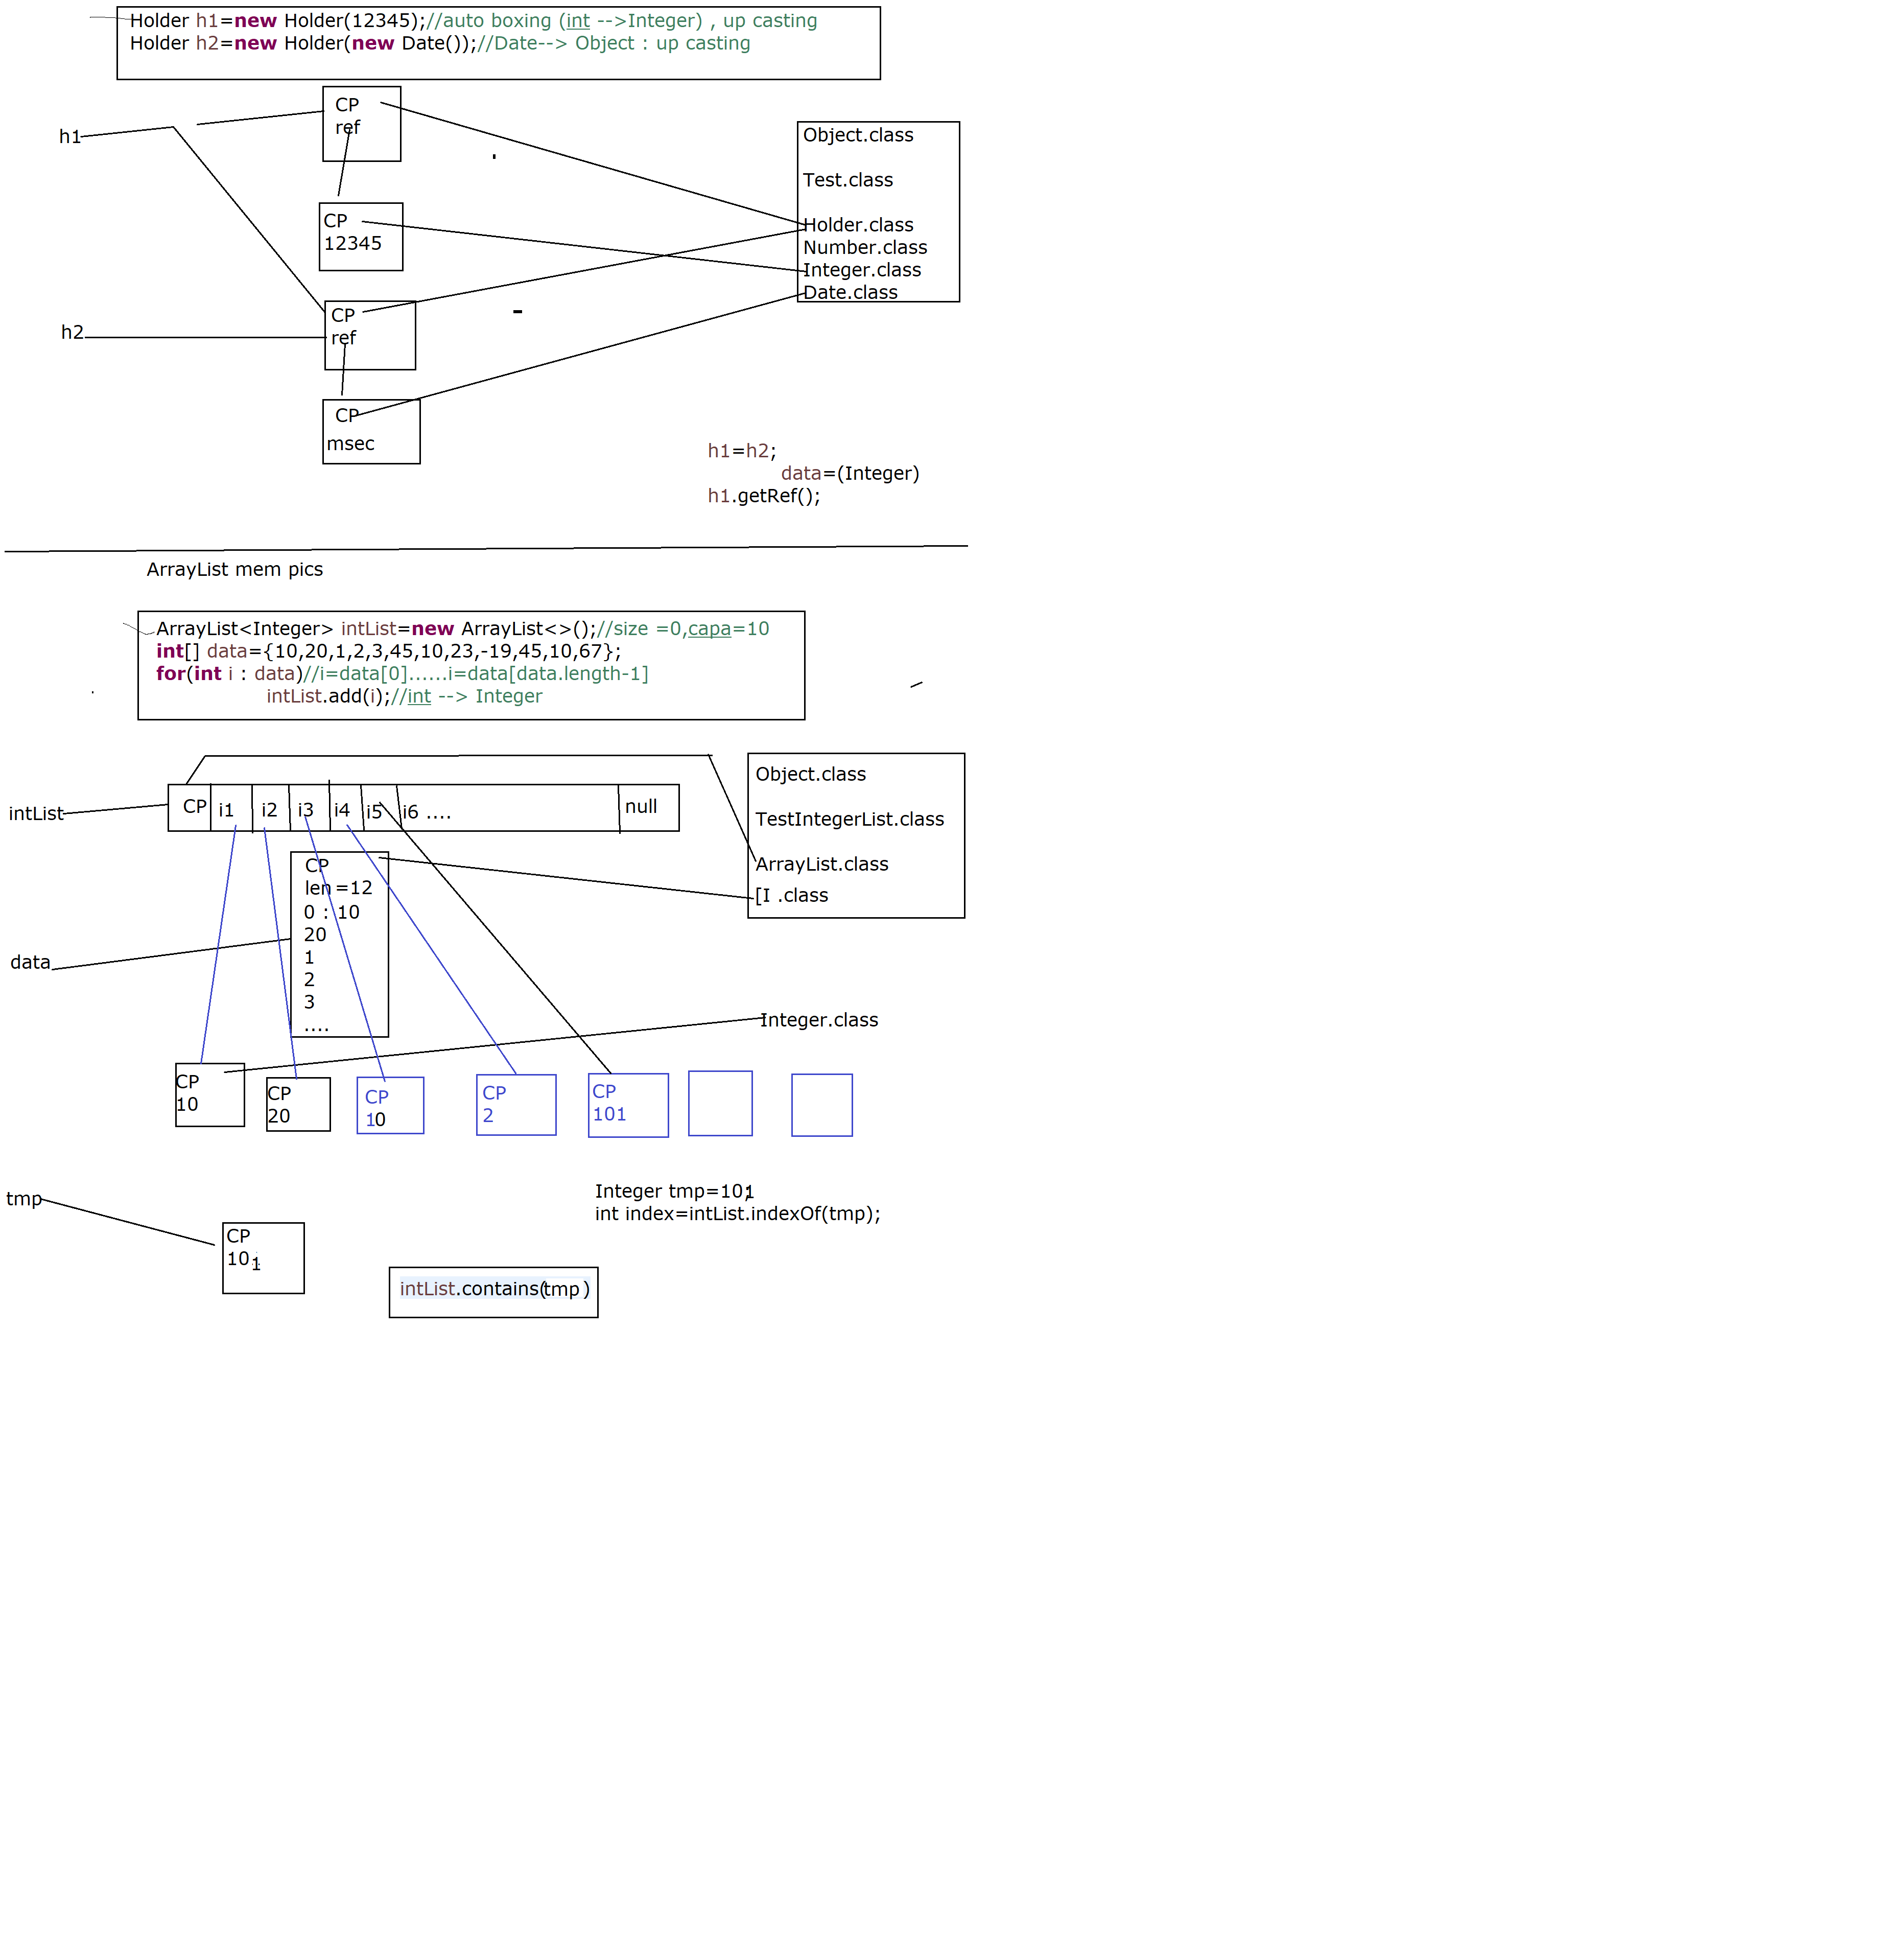 Holder h1=new Holder(12345);//auto boxing (int -->Integer) , up casting
Holder h2=new Holder(new Date());//Date--> Object : up casting
CP
ref
h1
Object.class
Test.class
Holder.class
Number.class
Integer.class
Date.class
CP
12345
CP
ref
h2
CP
msec
h1=h2;
data=(Integer)
h1.getRef();
ArrayList mem pics
ArrayList<Integer> intList=new ArrayList<>();//size =0,capa=10
int[] data={10,20,1,2,3,45,10,23,-19,45,10,67};
for(int i : data)//i=data[0]......i=data[data.length-1]
intList.add(i);//int --> Integer
intList
CP i1 i2 i3 i4 i5 i6 .... null
Object.class
TestIntegerList.class
ArrayList.class
[I .class
CP
len =12
0 : 10
20
1
2
3
....
data
Integer.class
CP
10
CP
20
CP
10
CP
2
CP
101
tmp
CP
101
Integer tmp=101
int index=intList.indexOf(tmp);
intList.contains(tmp )